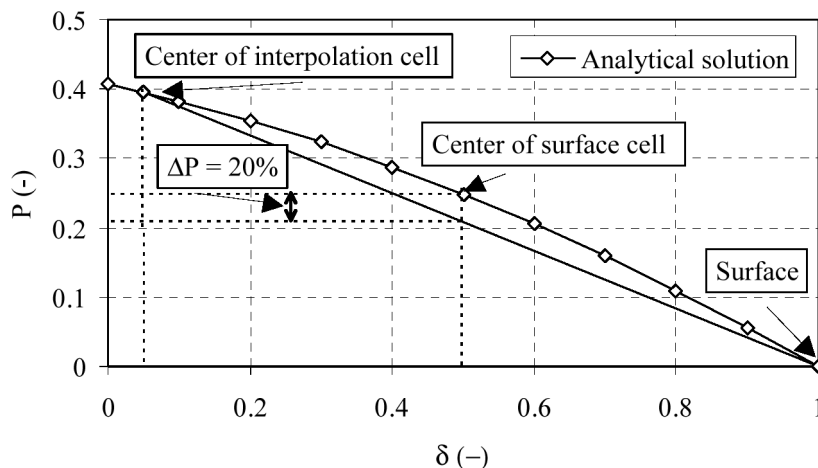 0.5
Center of interpolation cell
Analytical solution
0.4
Center of surface cell
0.3
ΔP = 20%
P (-)
0.2
Surface
0.1
0
0 0.2 0.4 0.6 0.8 1
δ (−)